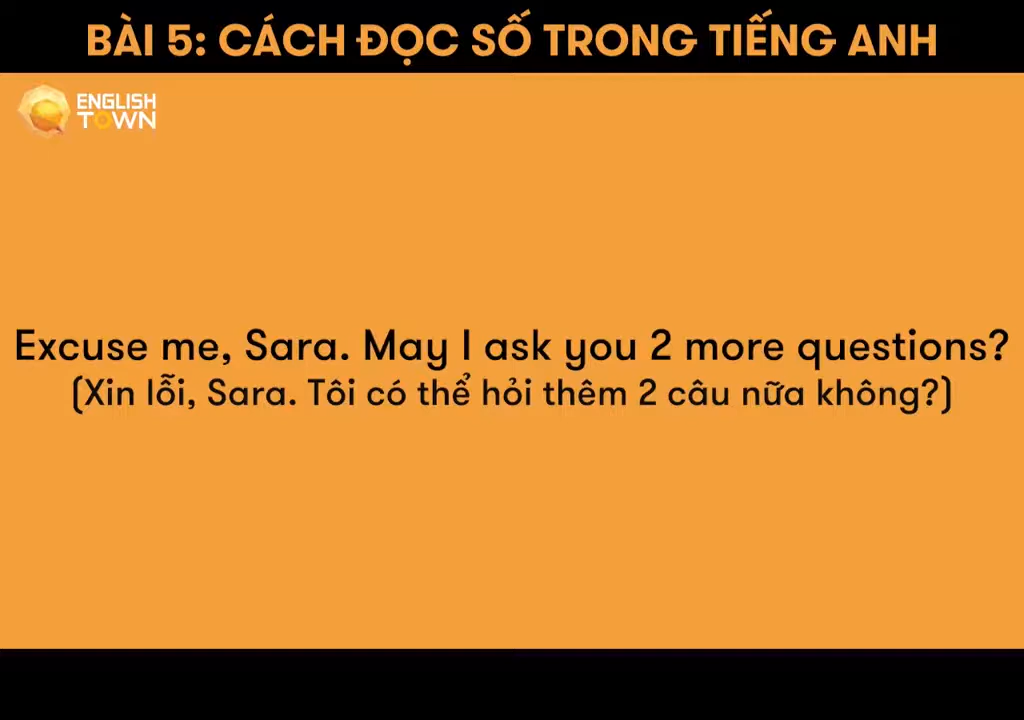 BÀI 5: CÁCH ĐỌC SỐ TRONG TIẾNG ANH
ENGLISH
TOWN
Excuse me, Sara. May I ask you 2 more questions?
(Xin lỗi, Sara. Tôi có thể hỏi thêm 2 câu nữa không?)